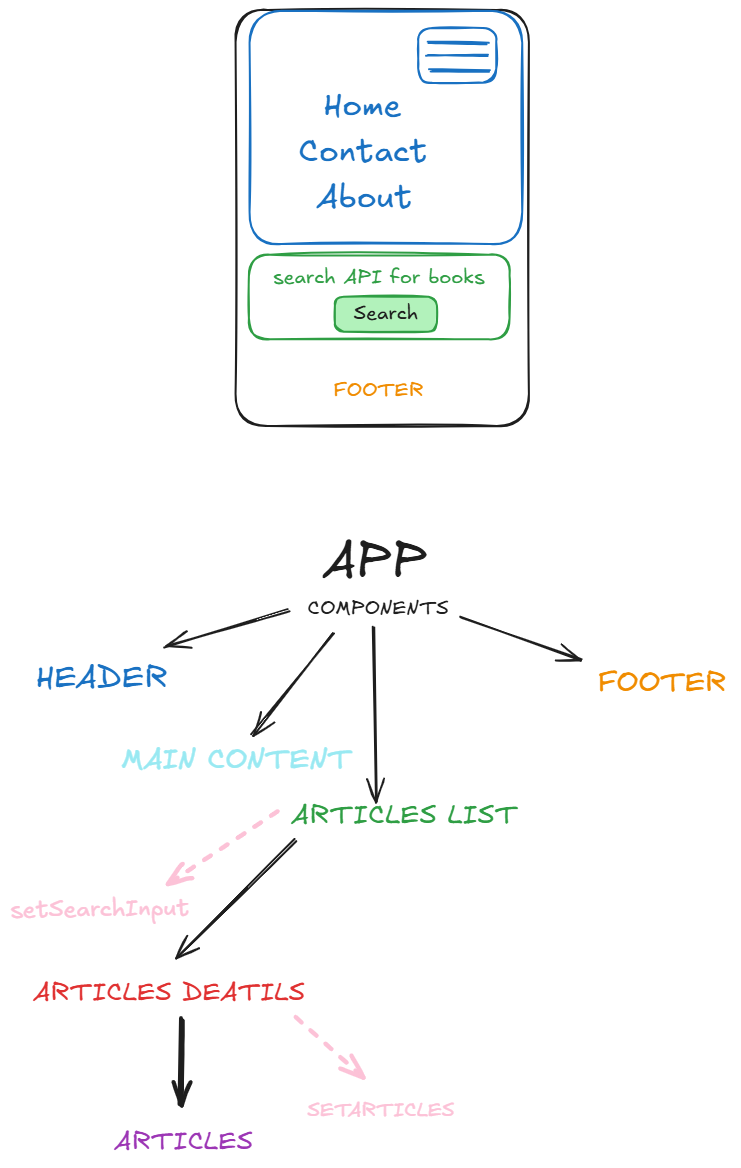 Home
Contact
About
search API for books
Search
FOOTER
APP
COMPONENTS
HEADER
FOOTER
MAIN CONTENT
ARTICLES LIST
setSearchInput
ARTICLES DEATILS
SETARTICLES
ARTICLES